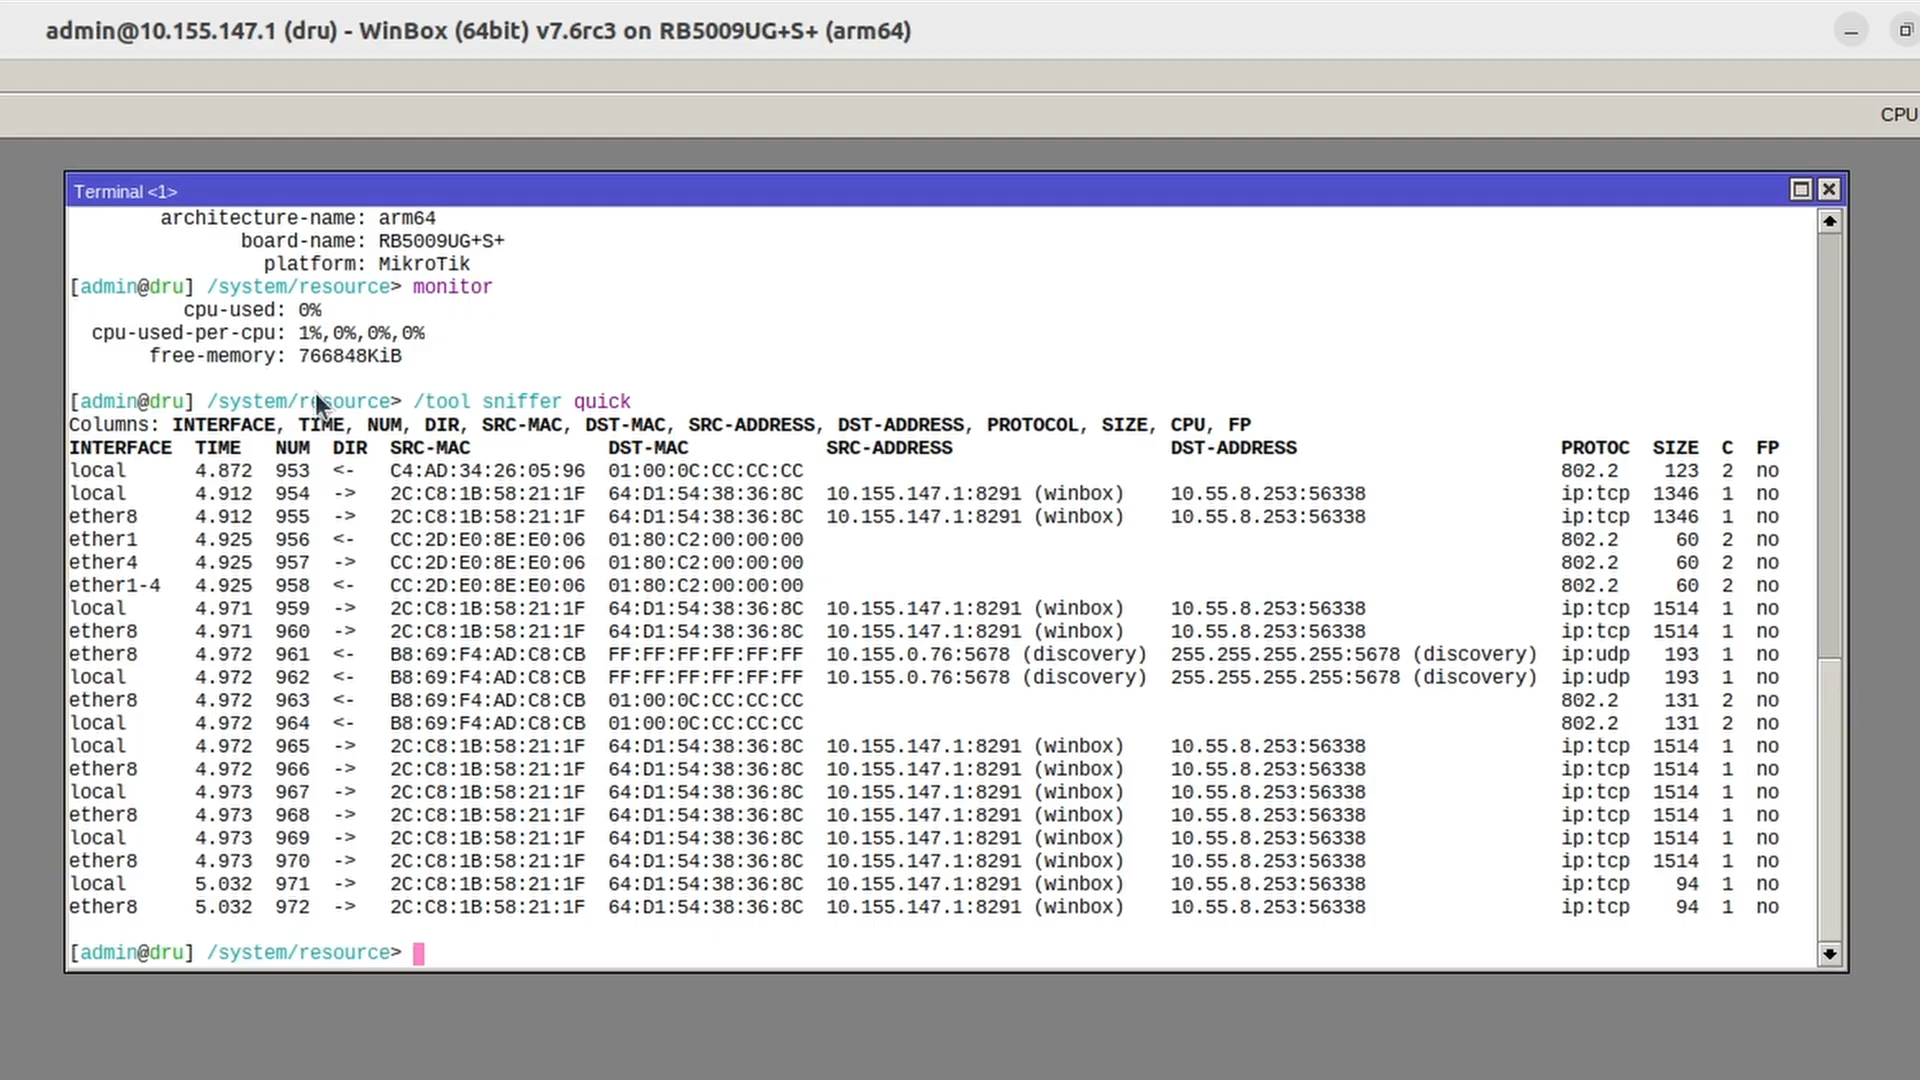 admin@10.155.147.1 (dru) - WinBox (64bit) v7.6rc3 on RB5009UG+S+ (arm64)
CPU
Terminal <1>
architecture-name: arm64
board-name: RB5009UG+S+
platform: MikroTik
[admin@dru] /system/resource> monitor
cpu-used: 0%
cpu-used-per-cpu: 1%,0%,0%,0%
free-memory: 766848KiB
[admin@dru] /system/resource> /tool sniffer quick
Columns: INTERFACE, TIME, NUM, DIR, SRC-MAC, DST-MAC, SRC-ADDRESS, DST-ADDRESS, PROTOCOL, SIZE, CPU, FP
INTERFACE TIME NUM DIR SRC-MAC DST-MAC SRC-ADDRESS DST-ADDRESS PROTOC SIZE C FP
local 4.872 953 <- C4:AD:34:26:05:96 01:00:0C:CC:CC:CC 802.2 123 2 no
local 4.912 954 -> 2C:C8:1B:58:21:1F 64:D1:54:38:36:8C 10.155.147.1:8291 (winbox) 10.55.8.253:56338 ip:tcp 1346 1 no
ether8 4.912 955 -> 2C:C8:1B:58:21:1F 64:D1:54:38:36:8C 10.155.147.1:8291 (winbox) 10.55.8.253:56338 ip:tcp 1346 1 no
ether1 4.925 956 <- CC:2D:E0:8E:E0:06 01:80:C2:00:00:00 802.2 60 2 no
ether4 4.925 957 -> CC:2D:E0:8E:E0:06 01:80:C2:00:00:00 802.2 60 2 no
ether1-4 4.925 958 <- CC:2D:E0:8E:E0:06 01:80:C2:00:00:00 802.2 60 2 no
local 4.971 959 -> 2C:C8:1B:58:21:1F 64:D1:54:38:36:8C 10.155.147.1:8291 (winbox) 10.55.8.253:56338 ip:tcp 1514 1 no
ether8 4.971 960 -> 2C:C8:1B:58:21:1F 64:D1:54:38:36:8C 10.155.147.1:8291 (winbox) 10.55.8.253:56338 ip:tcp 1514 1 no
ether8 4.972 961 <- B8:69:F4:AD:C8:CB FF:FF:FF:FF:FF:FF 10.155.0.76:5678 (discovery) 255.255.255.255:5678 (discovery) ip:udp 193 1 no
local 4.972 962 <- B8:69:F4:AD:C8:CB FF:FF:FF:FF:FF:FF 10.155.0.76:5678 (discovery) 255.255.255.255:5678 (discovery) ip:udp 193 1 no
ether8 4.972 963 <- B8:69:F4:AD:C8:CB 01:00:0C:CC:CC:CC 802.2 131 2 no
local 4.972 964 <- B8:69:F4:AD:C8:CB 01:00:0C:CC:CC:CC 802.2 131 2 no
local 4.972 965 -> 2C:C8:1B:58:21:1F 64:D1:54:38:36:8C 10.155.147.1:8291 (winbox) 10.55.8.253:56338 ip:tcp 1514 1 no
ether8 4.972 966 -> 2C:C8:1B:58:21:1F 64:D1:54:38:36:8C 10.155.147.1:8291 (winbox) 10.55.8.253:56338 ip:tcp 1514 1 no
local 4.973 967 -> 2C:C8:1B:58:21:1F 64:D1:54:38:36:8C 10.155.147.1:8291 (winbox) 10.55.8.253:56338 ip:tcp 1514 1 no
ether8 4.973 968 -> 2C:C8:1B:58:21:1F 64:D1:54:38:36:8C 10.155.147.1:8291 (winbox) 10.55.8.253:56338 ip:tcp 1514 1 no
local 4.973 969 -> 2C:C8:1B:58:21:1F 64:D1:54:38:36:8C 10.155.147.1:8291 (winbox) 10.55.8.253:56338 ip:tcp 1514 1 no
ether8 4.973 970 -> 2C:C8:1B:58:21:1F 64:D1:54:38:36:8C 10.155.147.1:8291 (winbox) 10.55.8.253:56338 ip:tcp 1514 1 no
local 5.032 971 -> 2C:C8:1B:58:21:1F 64:D1:54:38:36:8C 10.155.147.1:8291 (winbox) 10.55.8.253:56338 ip:tcp 94 1 no
ether8 5.032 972 -> 2C:C8:1B:58:21:1F 64:D1:54:38:36:8C 10.155.147.1:8291 (winbox) 10.55.8.253:56338 ip:tcp 94 1 no
[admin@dru] /system/resource>